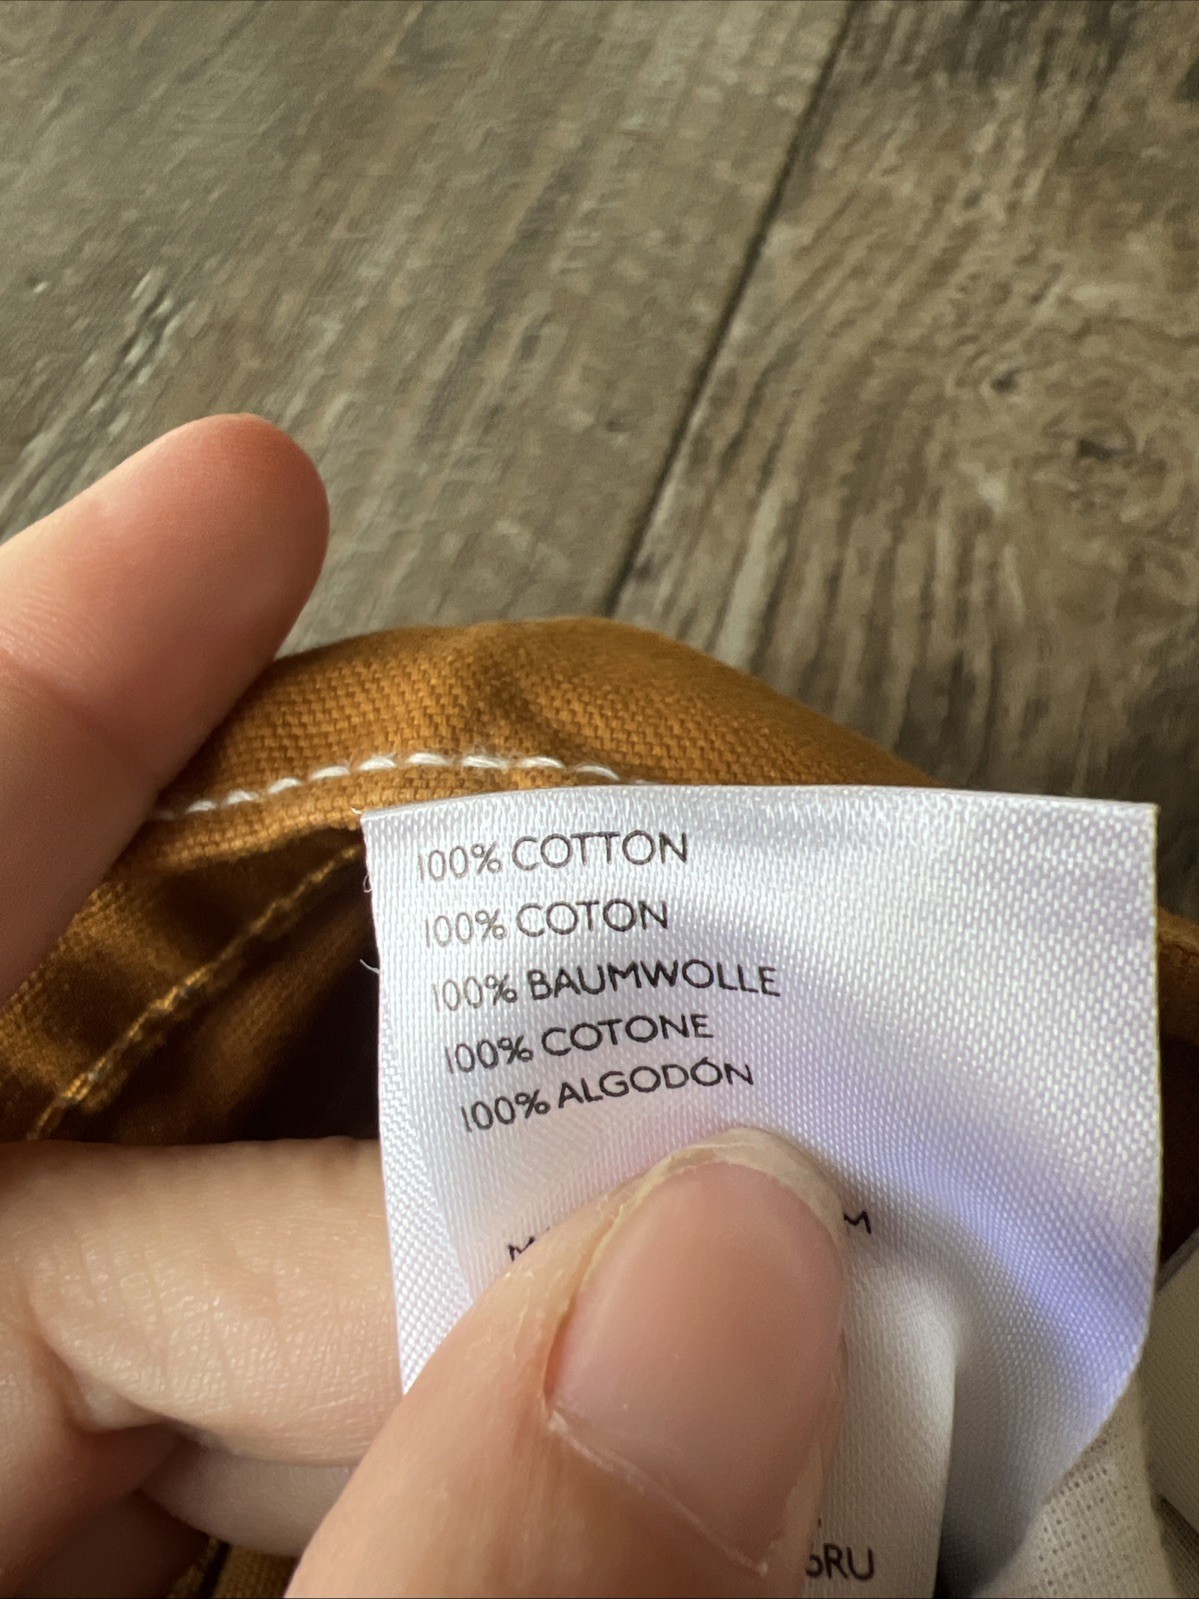 100% COTTON
100% COTON
100% BAUMWOLLE
100% COTONE
100% ALGODÓN